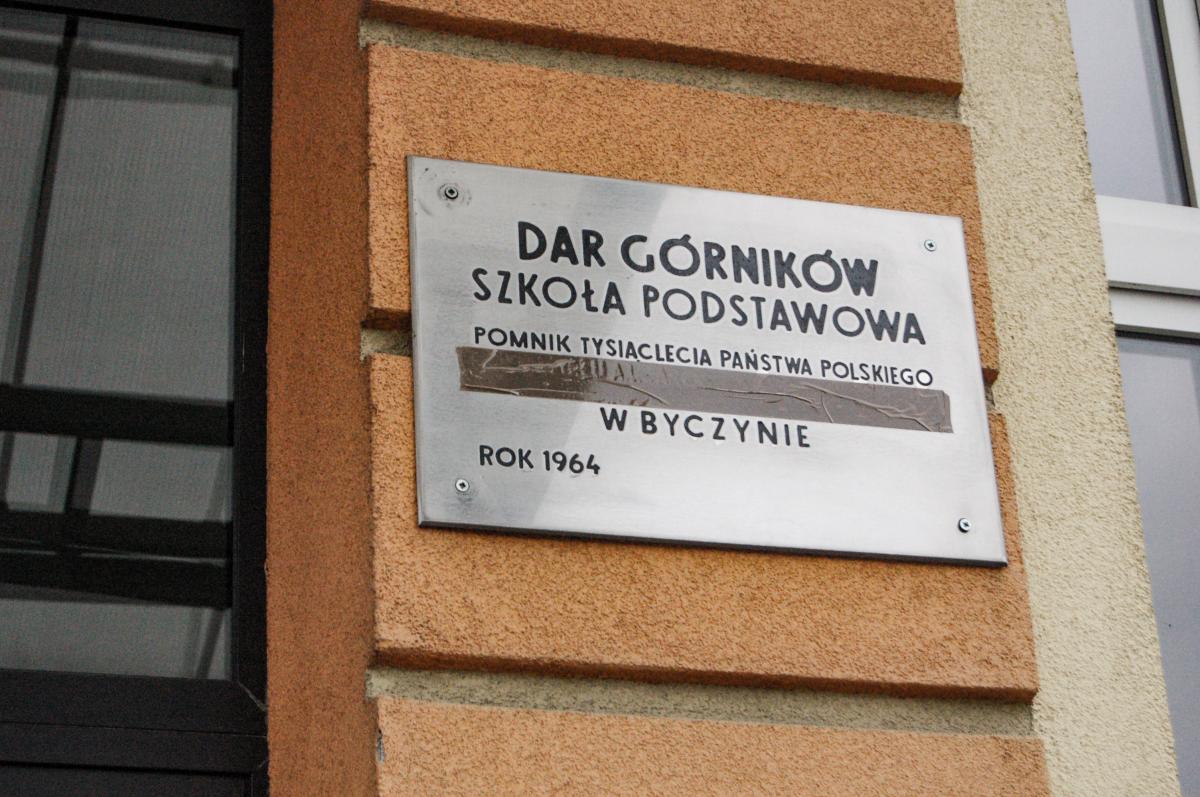 DAR GÓRNIKÓW
SZKOŁA PODSTAWOWA
POMNIK TYSIĄCLECIA PAŃSTWA POLSKIEGO
W BYCZYNIE
ROK 1964